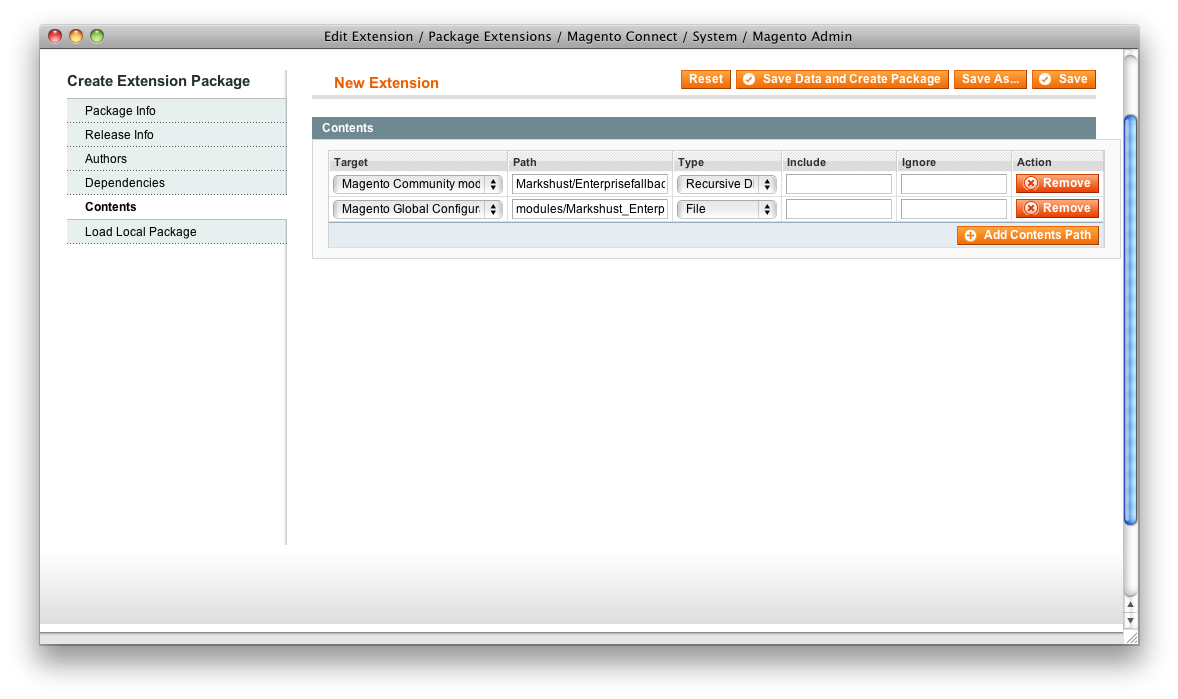 Edit Extension / Package Extensions / Magento Connect / System / Magento Admin
Create Extension Package
Package Info
Release Info
Authors
Dependencies
Contents
Load Local Package
New Extension
Reset Save Data and Create Package Save As... Save
Contents
Target Path Type Include Ignore Action
Magento Community mod Markshust/Enterprisefallbac Recursive D Remove
Magento Global Configur Modules/Markshust_Enterp File Remove
Add Contents Path